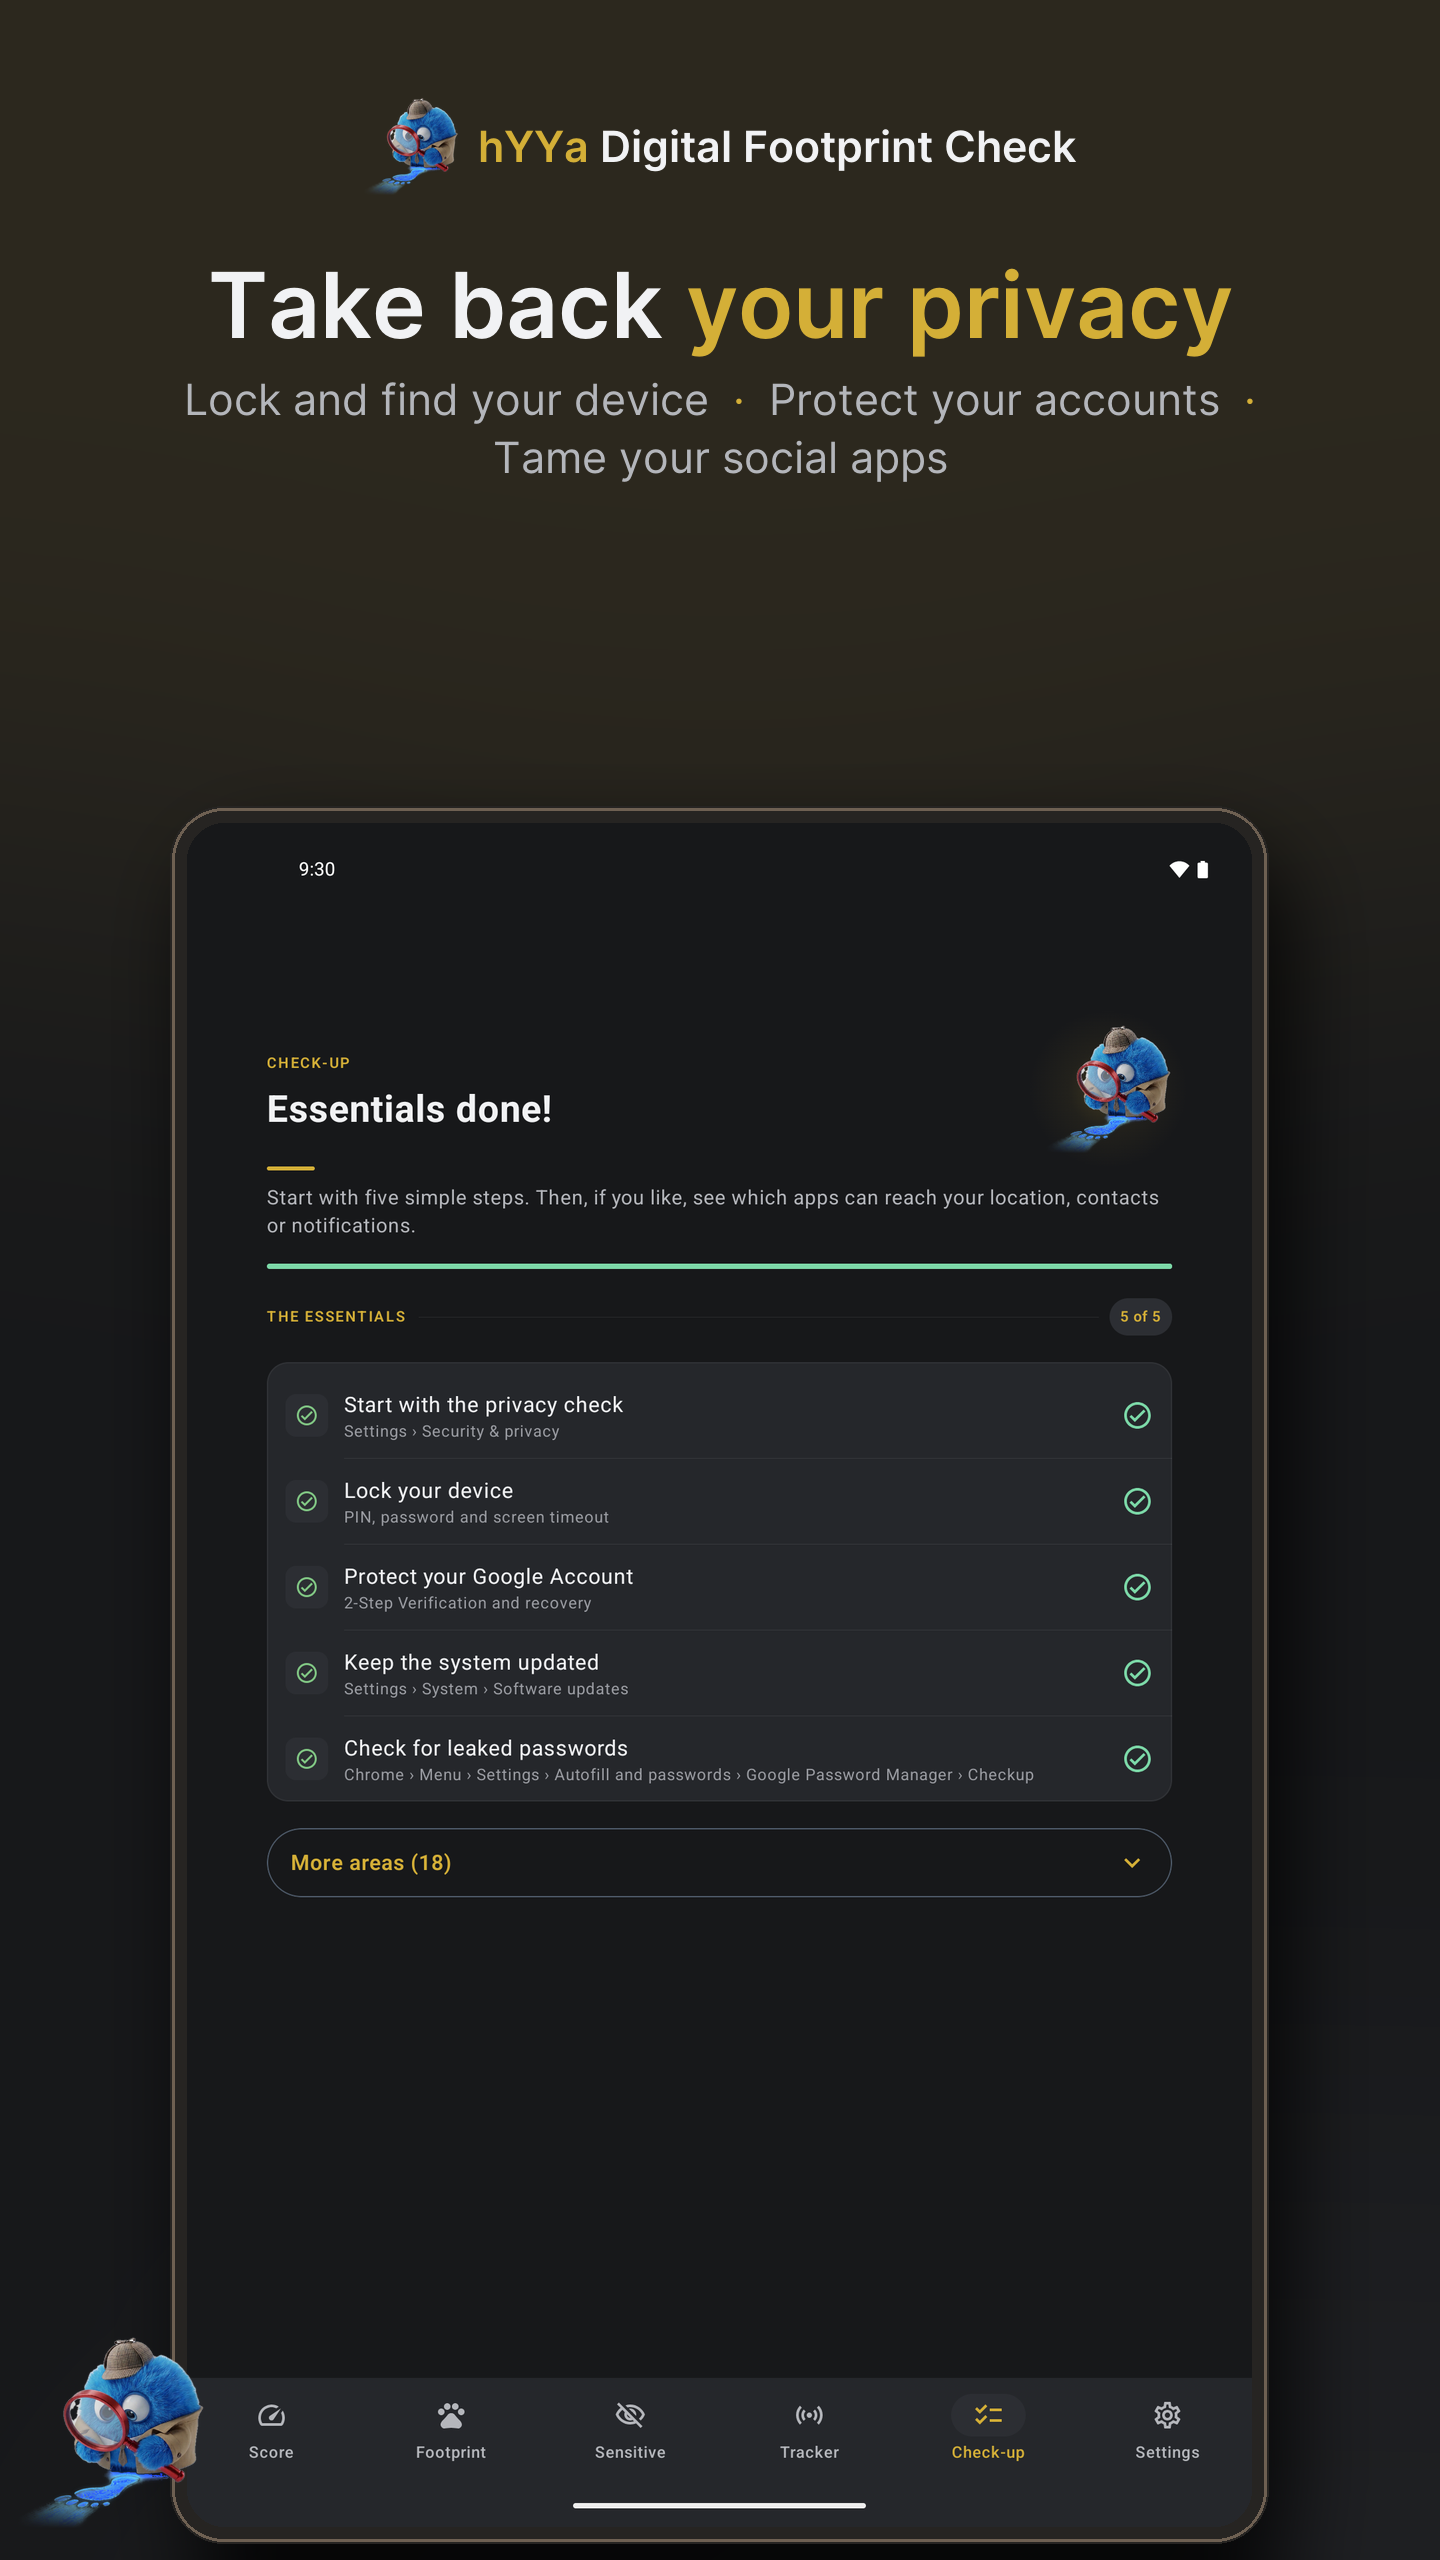 hYYa Digital Footprint Check
Take back your privacy
Lock and find your device · Protect your accounts ·
Tame your social apps
9:30
CHECK-UP
Essentials done!
Start with five simple steps. Then, if you like, see which apps can reach your location, contacts
or notifications.
THE ESSENTIALS
5 of 5
Start with the privacy check
Settings › Security & privacy
Lock your device
PIN, password and screen timeout
Protect your Google Account
2-Step Verification and recovery
Keep the system updated
Settings › System › Software updates
Check for leaked passwords
Chrome › Menu › Settings › Autofill and passwords › Google Password Manager › Checkup
More areas (18)
Score
Footprint
Sensitive
Tracker
Check-up
Settings